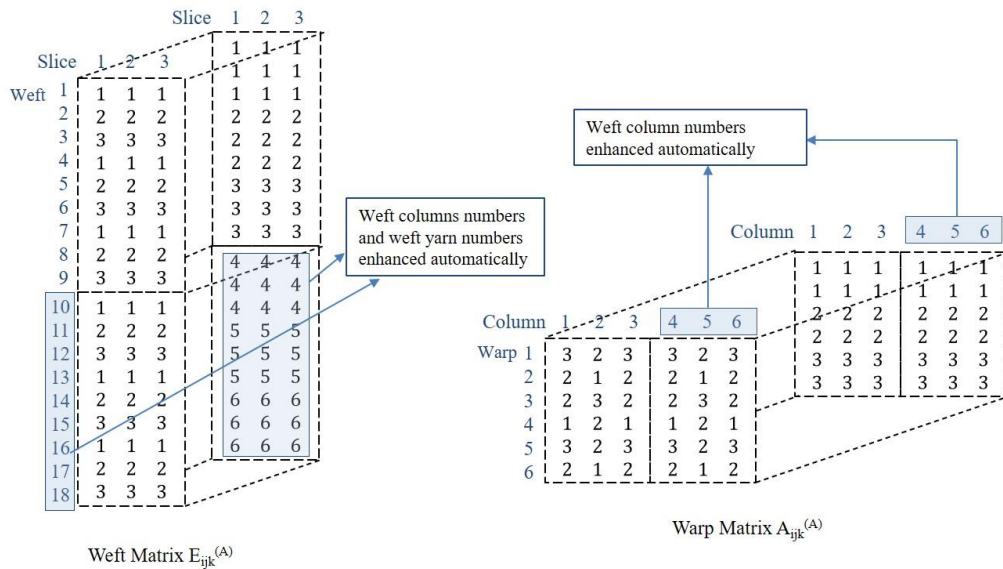 Slice 1 2 3
1 1 1
1 1 1
1 1 1
2 2 2
2 2 2
2 2 2
3 3 3
3 3 3
3 3 3
4 4 4
4 4 4
4 4 4
5 5 5
5 5 5
5 5 5
6 6 6
6 6 6
6 6 6
Slice 1 2 3
Weft 1 1 1 1
2 2 2 2
3 3 3 3
4 1 1 1
5 2 2 2
6 3 3 3
7 1 1 1
8 2 2 2
9 3 3 3
10 1 1 1
11 2 2 2
12 3 3 3
13 1 1 1
14 2 2 2
15 3 3 3
16 1 1 1
17 2 2 2
18 3 3 3
Weft Matrix Eijk(A)
Weft columns numbers
and weft yarn numbers
enhanced automatically
Weft column numbers
enhanced automatically
Column 1 2 3 4 5 6
1 1 1 1 1 1
1 1 1 1 1 1
2 2 2 2 2 2
2 2 2 2 2 2
3 3 3 3 3 3
3 3 3 3 3 3
Column 1 2 3 4 5 6
Warp 1 3 2 3 3 2 3
2 2 1 2 2 1 2
3 2 3 2 2 3 2
4 1 2 1 1 2 1
5 3 2 3 3 2 3
6 2 1 2 2 1 2
Warp Matrix Aijk(A)